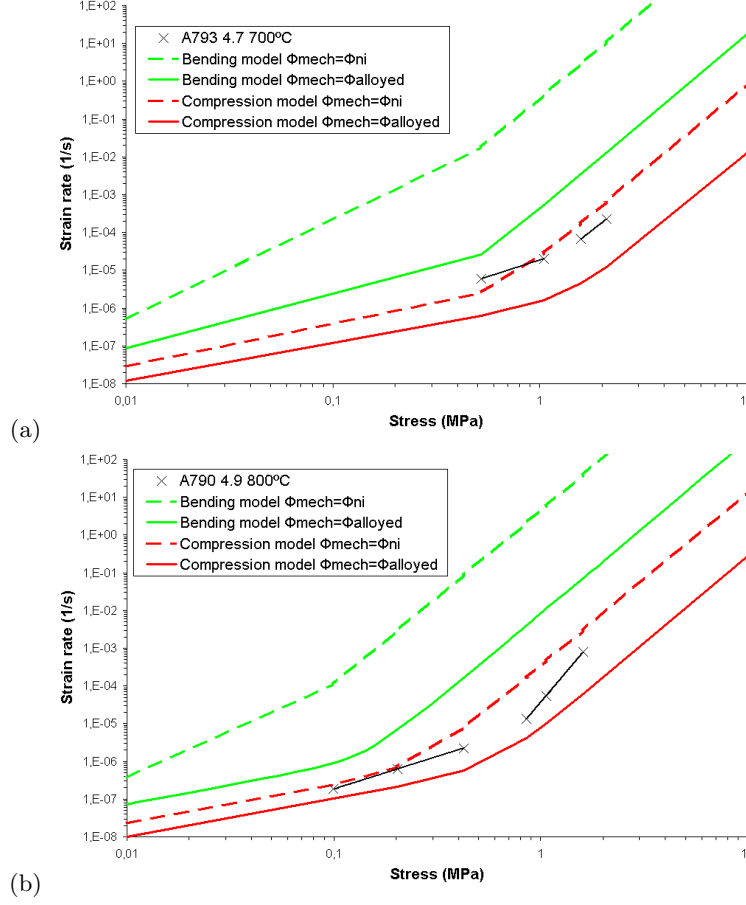 1,E+02
1,E+01
1,E+00
1,E-01
1,E-02
1,E-03
1,E-04
1,E-05
1,E-06
1,E-07
1,E-08
Strain rate (1/s)
A793 4.7 700ºC
Bending model Φmech=Φni
Bending model Φmech=Φalloyed
Compression model Φmech=Φni
Compression model Φmech=Φalloyed
0,01 0,1 1 1
Stress (MPa)
(a)
1,E+02
1,E+01
1,E+00
1,E-01
1,E-02
1,E-03
1,E-04
1,E-05
1,E-06
1,E-07
1,E-08
Strain rate (1/s)
A790 4.9 800ºC
Bending model Φmech=Φni
Bending model Φmech=Φalloyed
Compression model Φmech=Φni
Compression model Φmech=Φalloyed
0,01 0,1 1 1
Stress (MPa)
(b)